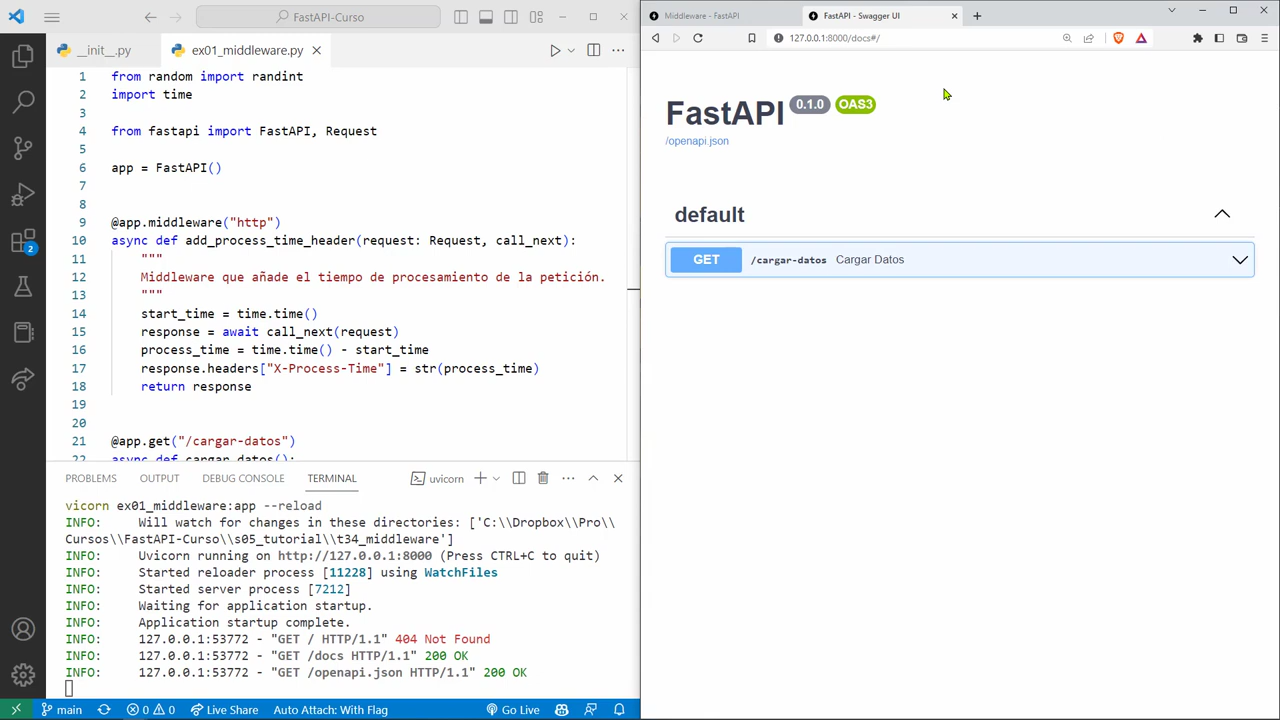 FastAPI-Curso
__init__.py
ex01_middleware.py
1 from random import randint
2 import time
3
4 from fastapi import FastAPI, Request
5
6 app = FastAPI()
7
8
9 @app.middleware("http")
10 async def add_process_time_header(request: Request, call_next):
11 """
12 Middleware que añade el tiempo de procesamiento de la petición.
13 """
14 start_time = time.time()
15 response = await call_next(request)
16 process_time = time.time() - start_time
17 response.headers["X-Process-Time"] = str(process_time)
18 return response
19
20
21 @app.get("/cargar-datos")
22 async def cargar_datos():
2
PROBLEMS OUTPUT DEBUG CONSOLE TERMINAL uvicorn
vicorn ex01_middleware:app --reload
INFO: Will watch for changes in these directories: ['C:\\Dropbox\\Pro\\
Cursos\\FastAPI-Curso\\s05_tutorial\\t34_middleware']
INFO: Uvicorn running on http://127.0.0.1:8000 (Press CTRL+C to quit)
INFO: Started reloader process [11228] using WatchFiles
INFO: Started server process [7212]
INFO: Waiting for application startup.
INFO: Application startup complete.
INFO: 127.0.0.1:53772 - "GET / HTTP/1.1" 404 Not Found
INFO: 127.0.0.1:53772 - "GET /docs HTTP/1.1" 200 OK
INFO: 127.0.0.1:53772 - "GET /openapi.json HTTP/1.1" 200 OK
main 0 0 Live Share Auto Attach: With Flag Go Live
Middleware - FastAPI
FastAPI - Swagger UI
127.0.0.1:8000/docs#/
FastAPI 0.1.0 OAS3
/openapi.json
default
GET /cargar-datos Cargar Datos